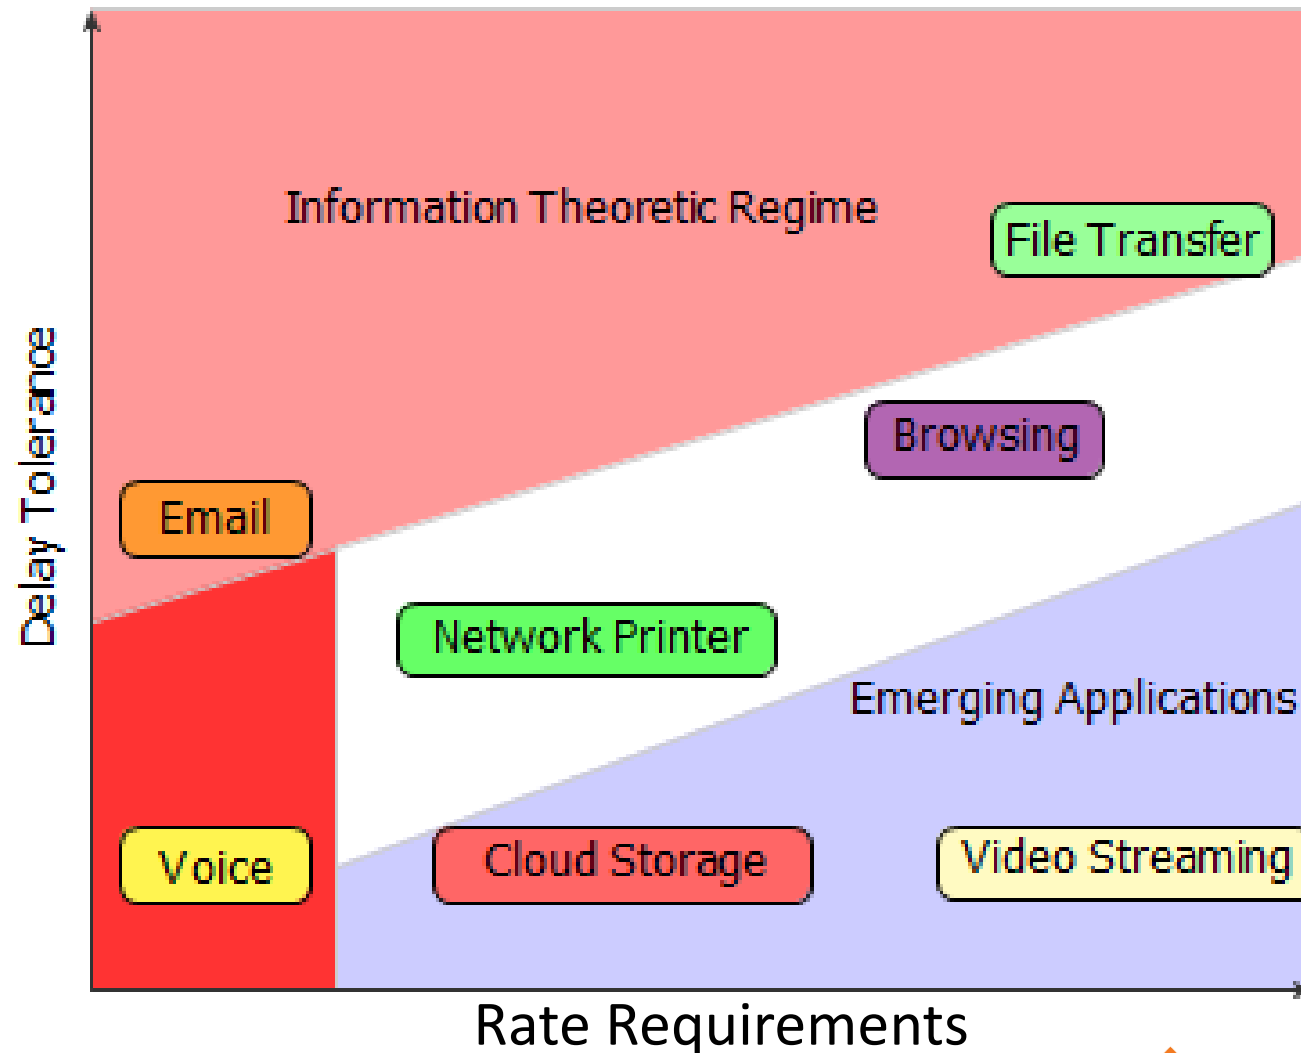 Information Theoretic Regime
File Transfer
Browsing
Email
Delay Tolerance
Network Printer
Emerging Applications
Voice
Cloud Storage
Video Streaming
Rate Requirements